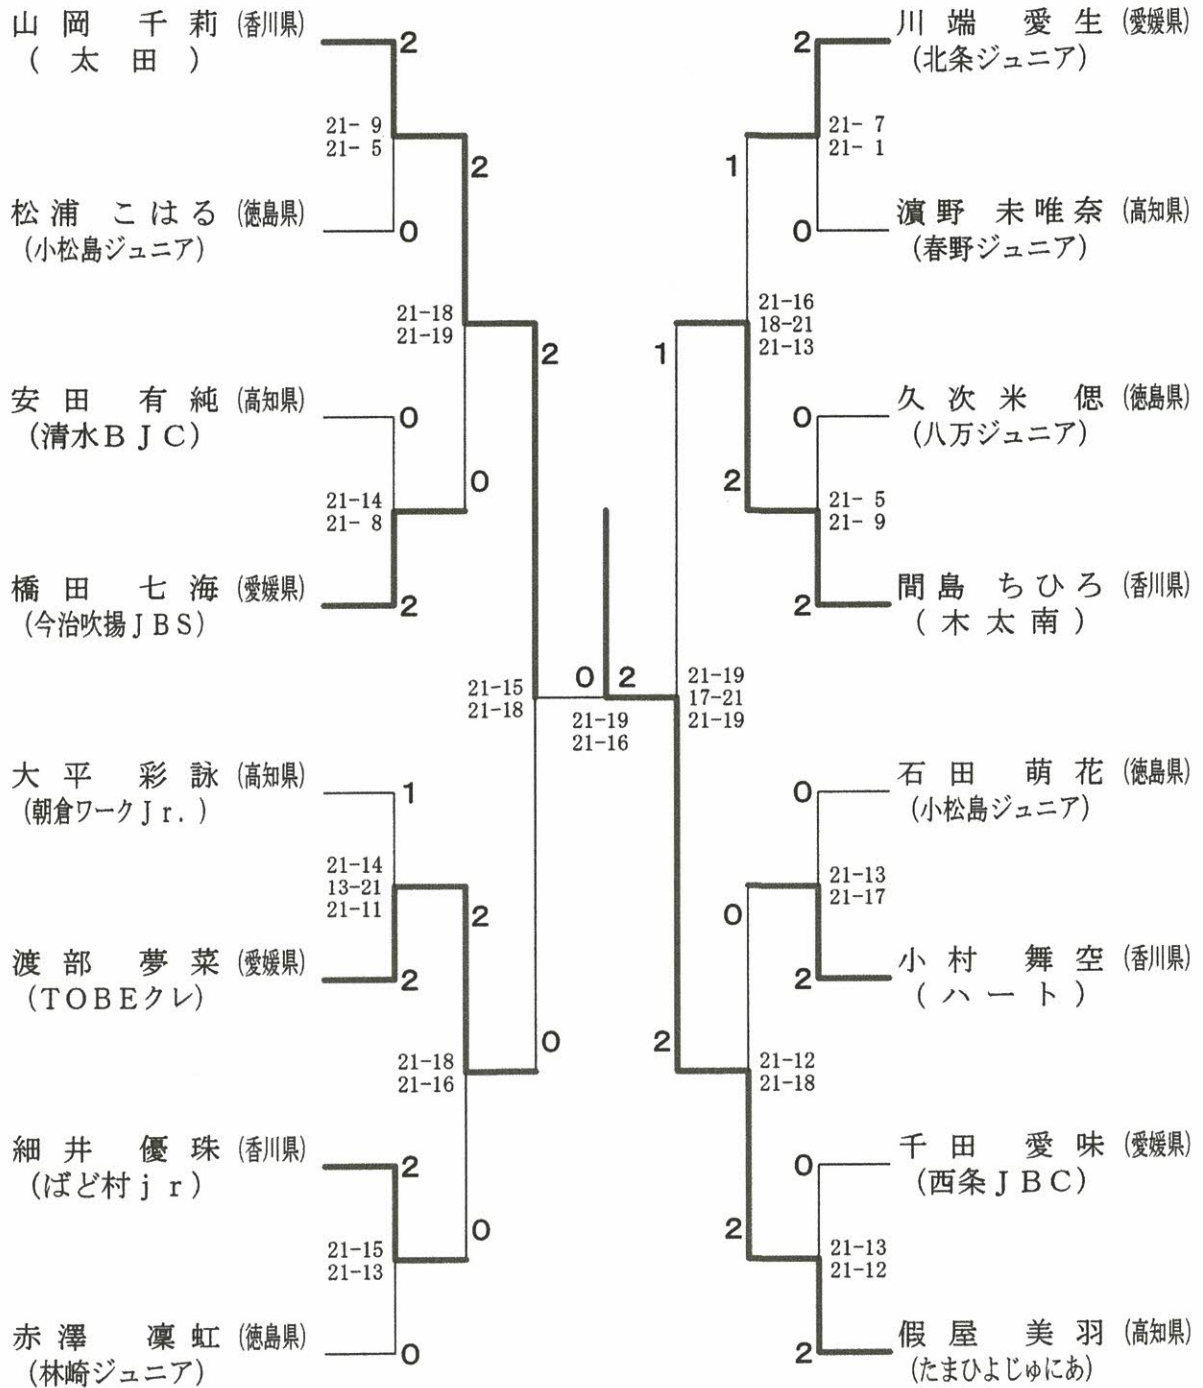 山岡 千莉 (香川県)
(太田)
2
21- 9
21- 5
2
松浦 こはる (徳島県)
(小松島ジュニア)
0
21-18
21-19
2
安田 有純 (高知県)
(清水BJC)
0
21-14
21- 8
0
橋田 七海 (愛媛県)
(今治吹揚JBS)
2
21-15
21-18
大平 彩詠 (高知県)
(朝倉ワークJr.)
1
21-14
13-21
21-11
2
渡部 夢菜 (愛媛県)
(TOBEクレ)
2
21-18
21-16
0
細井 優珠 (香川県)
(ばど村jr)
2
21-15
21-13
0
赤澤 凜虹 (徳島県)
(林崎ジュニア)
0
0 2
21-19
21-16
川端 愛生 (愛媛県)
(北条ジュニア)
2
21- 7
21- 1
1
濵野 未唯奈 (高知県)
(春野ジュニア)
0
21-16
18-21
21-13
1
久次米 偲 (徳島県)
(八万ジュニア)
0
21- 5
21- 9
2
間島 ちひろ (香川県)
(木太南)
2
21-19
17-21
21-19
石田 萌花 (徳島県)
(小松島ジュニア)
0
21-13
21-17
0
小村 舞空 (香川県)
(ハート)
2
21-12
21-18
2
千田 愛味 (愛媛県)
(西条JBC)
0
21-13
21-12
2
假屋 美羽 (高知県)
(たまひよじゅにあ)
2